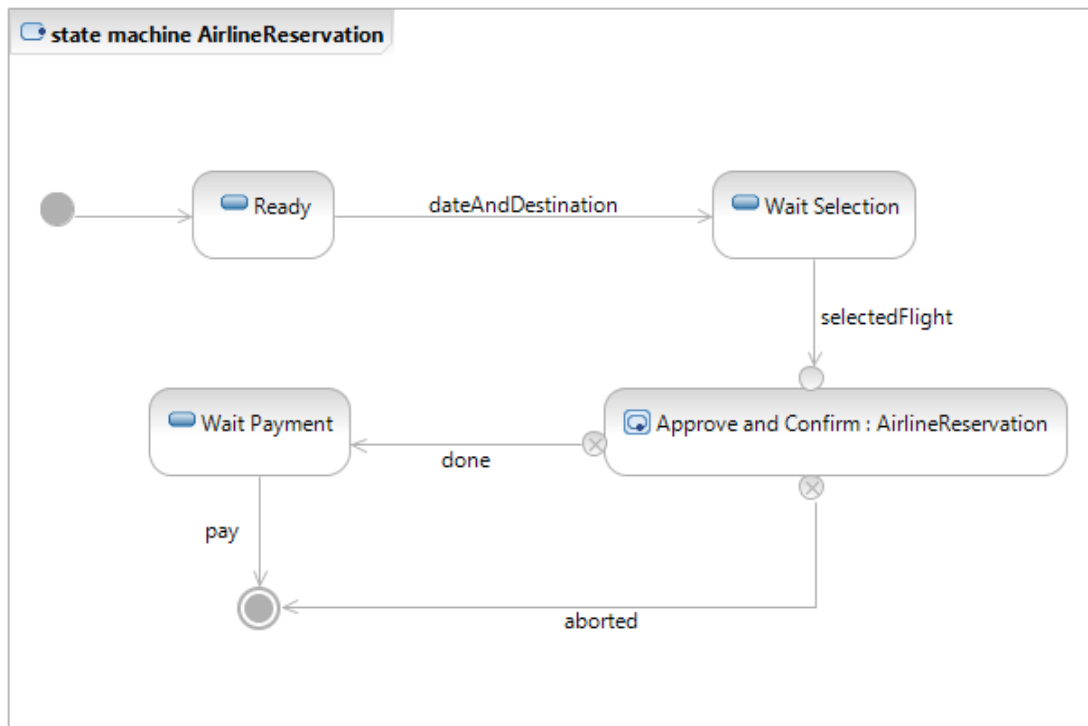 state machine AirlineReservation
Ready
dateAndDestination
Wait Selection
selectedFlight
Wait Payment
done
Approve and Confirm : AirlineReservation
pay
aborted